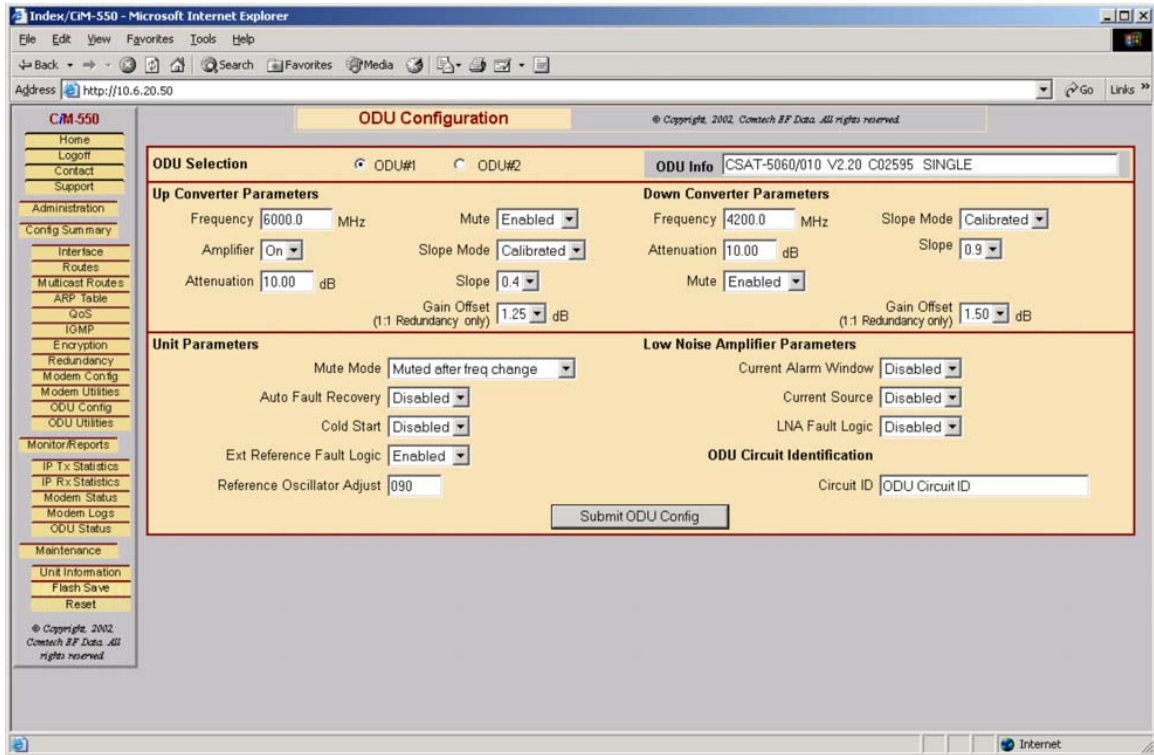 Index/CiM-550 - Microsoft Internet Explorer
File Edit View Favorites Tools Help
Back Search Favorites Media
Address http://10.6.20.50 Go Links »
CiM-550
Home
Logoff
Contact
Support
Administration
Config Summary
Interface
Routes
Multicast Routes
ARP Table
QoS
IGMP
Encryption
Redundancy
Modem Config
Modem Utilities
ODU Config
ODU Utilities
Monitor/Reports
IP Tx Statistics
IP Rx Statistics
Modem Status
Modem Logs
ODU Status
Maintenance
Unit Information
Flash Save
Reset
© Copyright, 2002,
Comtech EF Data. All
rights reserved.
ODU Configuration © Copyright, 2002, Comtech EF Data. All rights reserved.
ODU Selection ODU#1 ODU#2 ODU Info CSAT-5060/010 V2.20 C02595 SINGLE
Up Converter Parameters
Frequency 6000.0 MHz Mute Enabled
Amplifier On Slope Mode Calibrated
Attenuation 10.00 dB Slope 0.4
Gain Offset
(1:1 Redundancy only) 1.25 dB
Down Converter Parameters
Frequency 4200.0 MHz Slope Mode Calibrated
Attenuation 10.00 dB Slope 0.9
Mute Enabled
Gain Offset
(1:1 Redundancy only) 1.50 dB
Unit Parameters
Mute Mode Muted after freq change
Auto Fault Recovery Disabled
Cold Start Disabled
Ext Reference Fault Logic Enabled
Reference Oscillator Adjust 090
Low Noise Amplifier Parameters
Current Alarm Window Disabled
Current Source Disabled
LNA Fault Logic Disabled
ODU Circuit Identification
Circuit ID ODU Circuit ID
Submit ODU Config
Internet